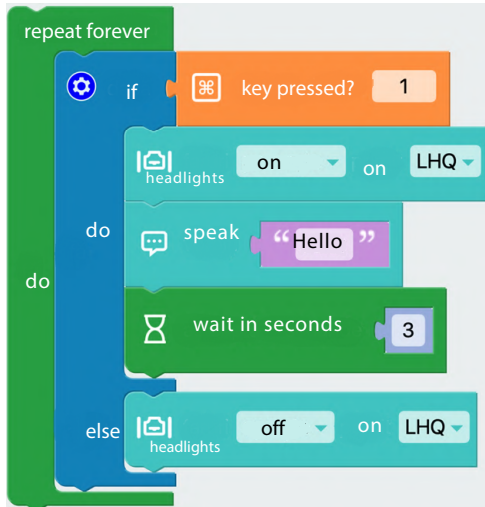 repeat forever
if key pressed? 1
headlights on on LHQ
do speak “ Hello ”
do
wait in seconds 3
else headlights off on LHQ